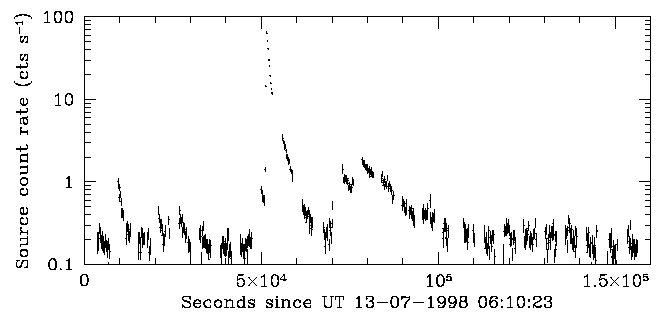 Source count rate (cts s⁻¹)
100
10
1
0.1
0 5×10⁴ 10⁵ 1.5×10⁵
Seconds since UT 13-07-1998 06:10:23